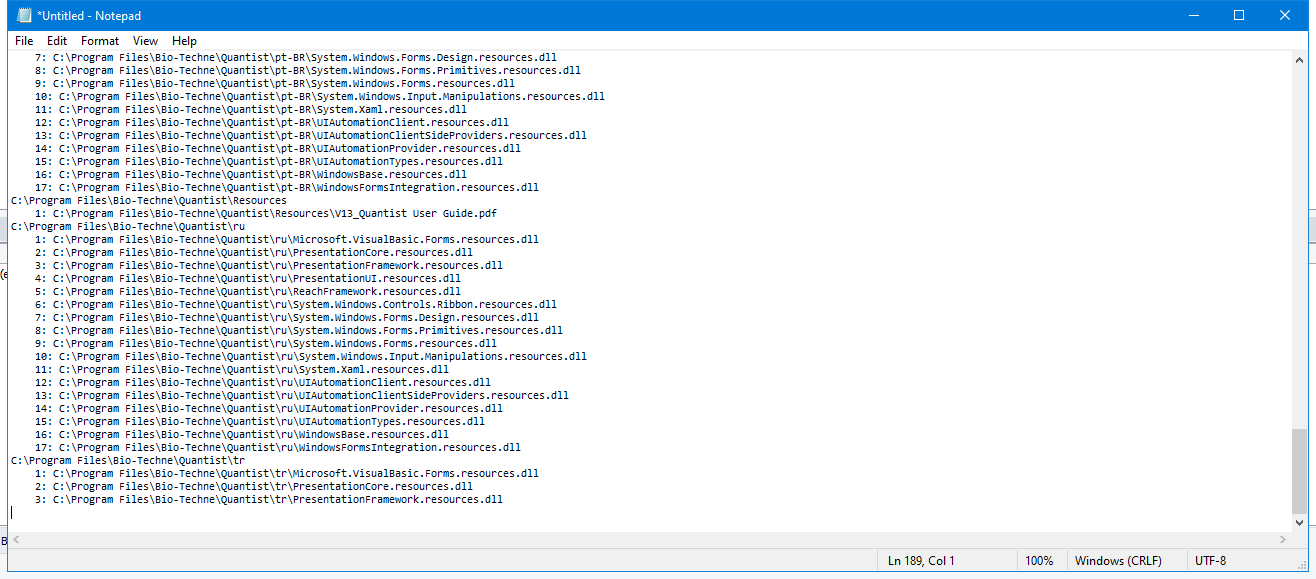 *Untitled - Notepad
File Edit Format View Help
7: C:\Program Files\Bio-Techne\Quantist\pt-BR\System.Windows.Forms.Design.resources.dll
8: C:\Program Files\Bio-Techne\Quantist\pt-BR\System.Windows.Forms.Primitives.resources.dll
9: C:\Program Files\Bio-Techne\Quantist\pt-BR\System.Windows.Forms.resources.dll
10: C:\Program Files\Bio-Techne\Quantist\pt-BR\System.Windows.Input.Manipulations.resources.dll
11: C:\Program Files\Bio-Techne\Quantist\pt-BR\System.Xaml.resources.dll
12: C:\Program Files\Bio-Techne\Quantist\pt-BR\UIAutomationClient.resources.dll
13: C:\Program Files\Bio-Techne\Quantist\pt-BR\UIAutomationClientSideProviders.resources.dll
14: C:\Program Files\Bio-Techne\Quantist\pt-BR\UIAutomationProvider.resources.dll
15: C:\Program Files\Bio-Techne\Quantist\pt-BR\UIAutomationTypes.resources.dll
16: C:\Program Files\Bio-Techne\Quantist\pt-BR\WindowsBase.resources.dll
17: C:\Program Files\Bio-Techne\Quantist\pt-BR\WindowsFormsIntegration.resources.dll
C:\Program Files\Bio-Techne\Quantist\Resources
1: C:\Program Files\Bio-Techne\Quantist\Resources\V13_Quantist User Guide.pdf
C:\Program Files\Bio-Techne\Quantist\ru
1: C:\Program Files\Bio-Techne\Quantist\ru\Microsoft.VisualBasic.Forms.resources.dll
2: C:\Program Files\Bio-Techne\Quantist\ru\PresentationCore.resources.dll
3: C:\Program Files\Bio-Techne\Quantist\ru\PresentationFramework.resources.dll
4: C:\Program Files\Bio-Techne\Quantist\ru\PresentationUI.resources.dll
5: C:\Program Files\Bio-Techne\Quantist\ru\ReachFramework.resources.dll
6: C:\Program Files\Bio-Techne\Quantist\ru\System.Windows.Controls.Ribbon.resources.dll
7: C:\Program Files\Bio-Techne\Quantist\ru\System.Windows.Forms.Design.resources.dll
8: C:\Program Files\Bio-Techne\Quantist\ru\System.Windows.Forms.Primitives.resources.dll
9: C:\Program Files\Bio-Techne\Quantist\ru\System.Windows.Forms.resources.dll
10: C:\Program Files\Bio-Techne\Quantist\ru\System.Windows.Input.Manipulations.resources.dll
11: C:\Program Files\Bio-Techne\Quantist\ru\System.Xaml.resources.dll
12: C:\Program Files\Bio-Techne\Quantist\ru\UIAutomationClient.resources.dll
13: C:\Program Files\Bio-Techne\Quantist\ru\UIAutomationClientSideProviders.resources.dll
14: C:\Program Files\Bio-Techne\Quantist\ru\UIAutomationProvider.resources.dll
15: C:\Program Files\Bio-Techne\Quantist\ru\UIAutomationTypes.resources.dll
16: C:\Program Files\Bio-Techne\Quantist\ru\WindowsBase.resources.dll
17: C:\Program Files\Bio-Techne\Quantist\ru\WindowsFormsIntegration.resources.dll
C:\Program Files\Bio-Techne\Quantist\tr
1: C:\Program Files\Bio-Techne\Quantist\tr\Microsoft.VisualBasic.Forms.resources.dll
2: C:\Program Files\Bio-Techne\Quantist\tr\PresentationCore.resources.dll
3: C:\Program Files\Bio-Techne\Quantist\tr\PresentationFramework.resources.dll
Ln 189, Col 1 100% Windows (CRLF) UTF-8